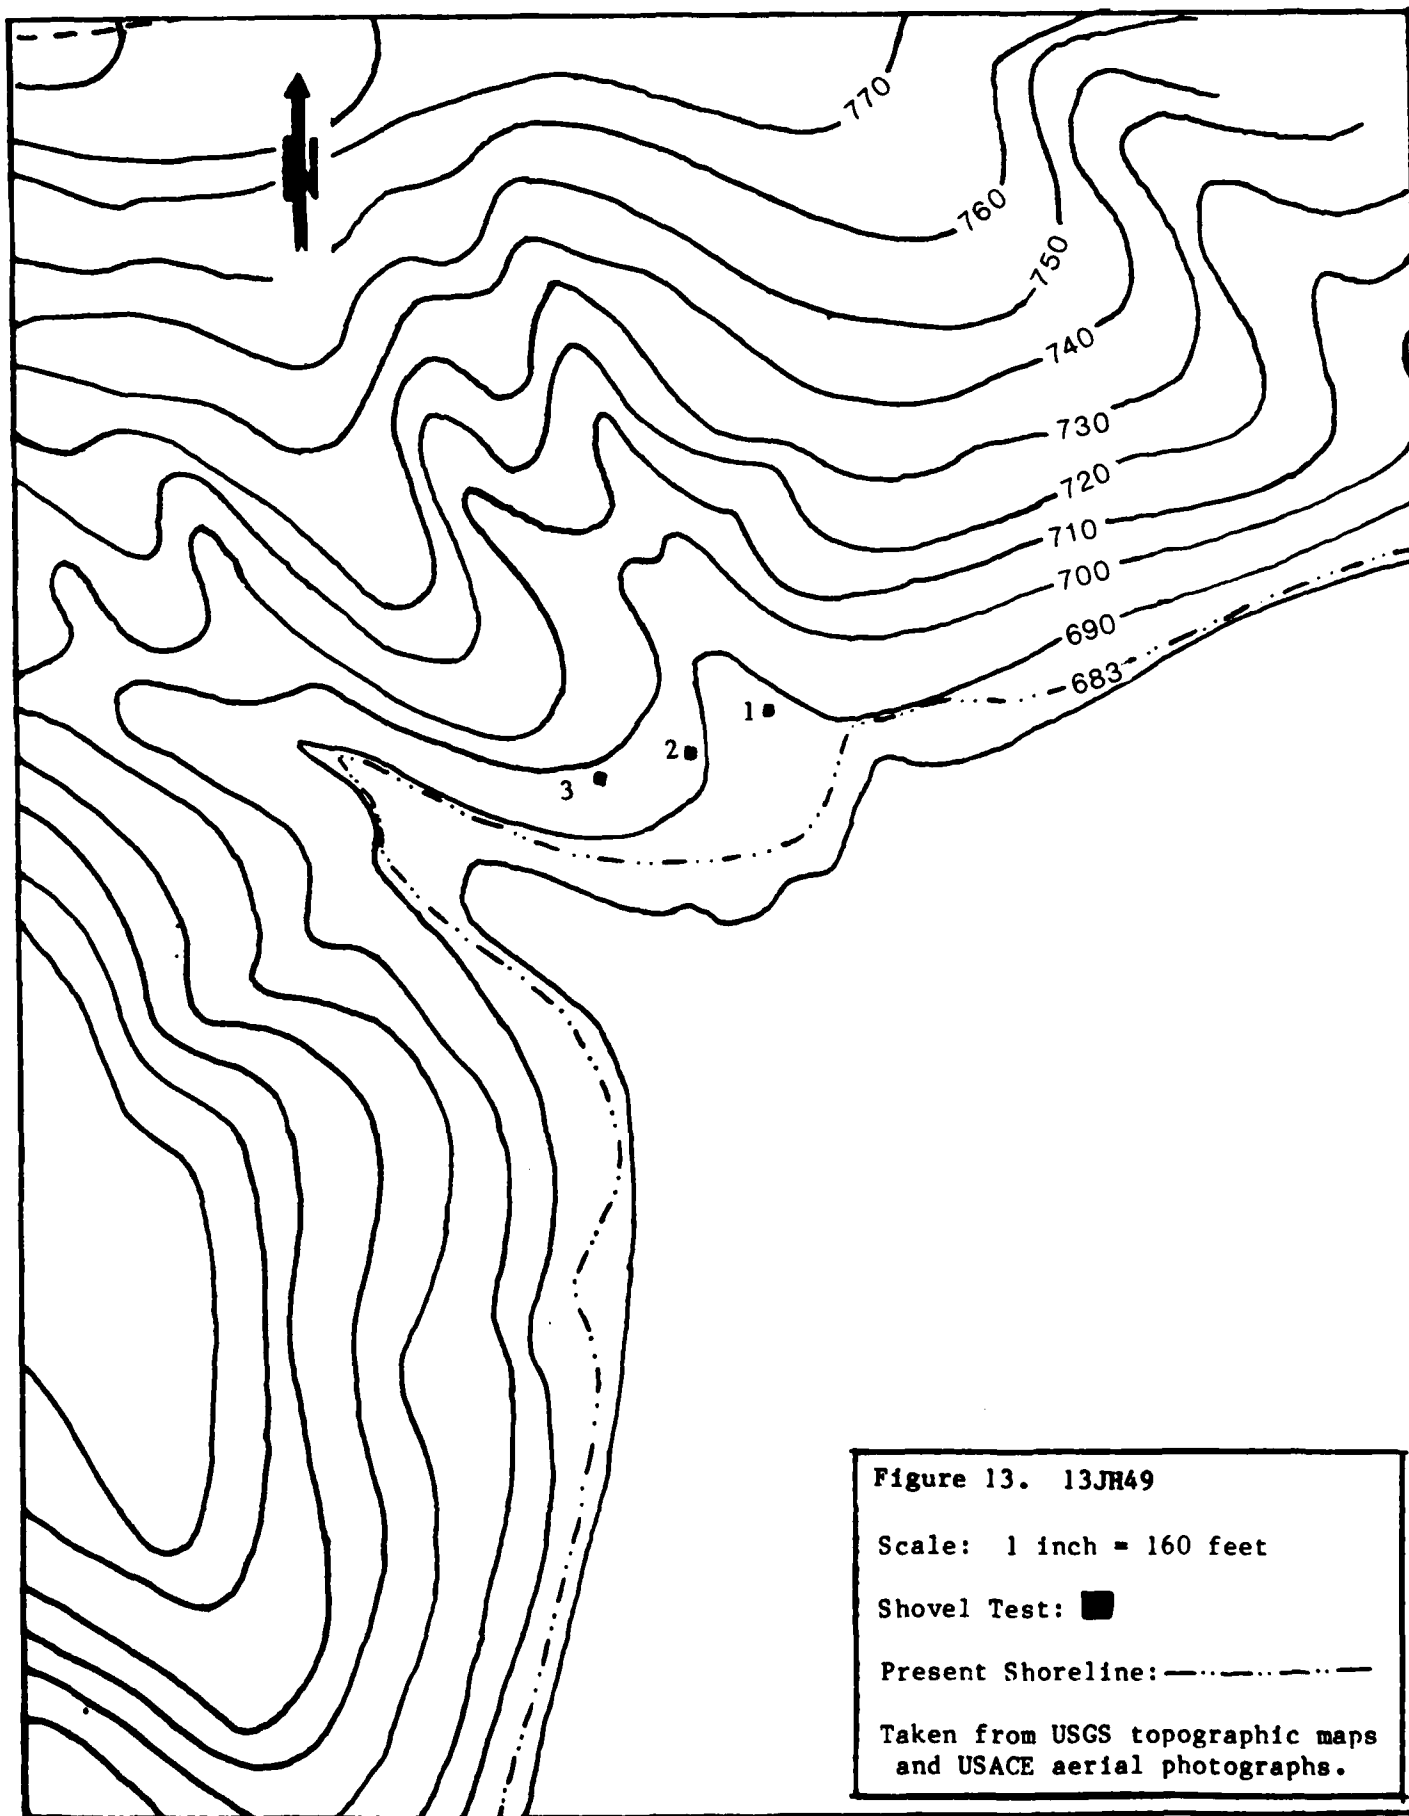 N
770
760
750
740
730
720
710
700
690
683
1
2
3
Figure 13. 13JH49
Scale: 1 inch = 160 feet
Shovel Test:
Present Shoreline:
Taken from USGS topographic maps
and USACE aerial photographs.